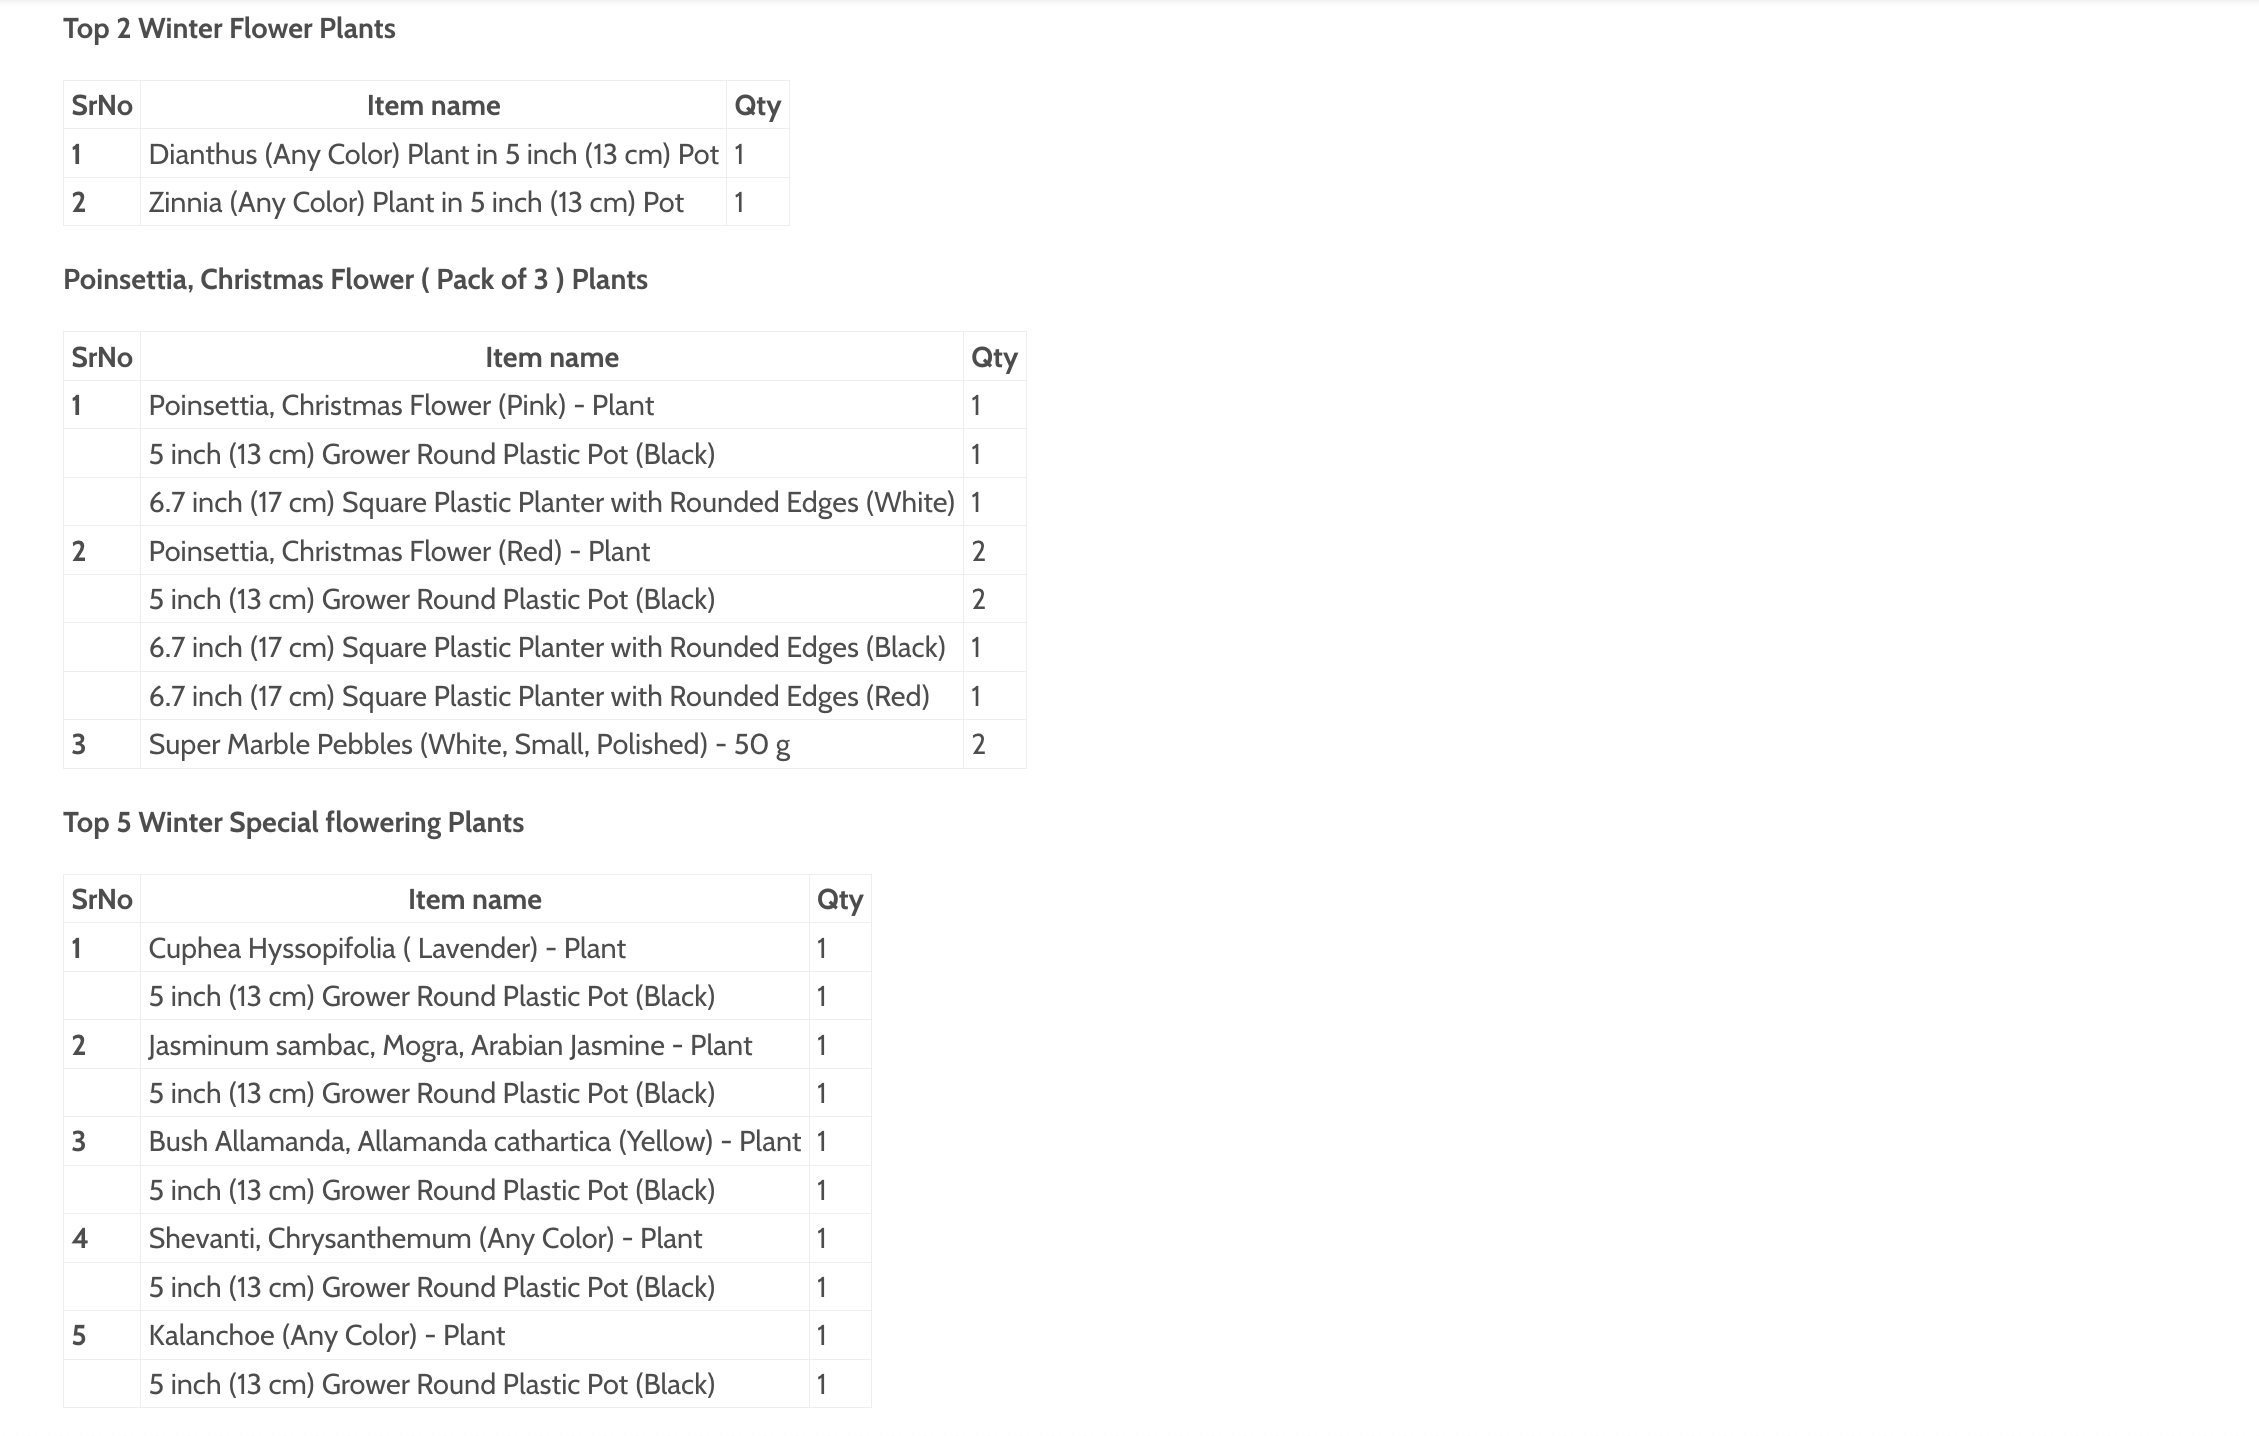 Top 2 Winter Flower Plants
SrNo Item name Qty
1 Dianthus (Any Color) Plant in 5 inch (13 cm) Pot 1
2 Zinnia (Any Color) Plant in 5 inch (13 cm) Pot 1
Poinsettia, Christmas Flower ( Pack of 3 ) Plants
SrNo Item name Qty
1 Poinsettia, Christmas Flower (Pink) - Plant 1
5 inch (13 cm) Grower Round Plastic Pot (Black) 1
6.7 inch (17 cm) Square Plastic Planter with Rounded Edges (White) 1
2 Poinsettia, Christmas Flower (Red) - Plant 2
5 inch (13 cm) Grower Round Plastic Pot (Black) 2
6.7 inch (17 cm) Square Plastic Planter with Rounded Edges (Black) 1
6.7 inch (17 cm) Square Plastic Planter with Rounded Edges (Red) 1
3 Super Marble Pebbles (White, Small, Polished) - 50 g 2
Top 5 Winter Special flowering Plants
SrNo Item name Qty
1 Cuphea Hyssopifolia ( Lavender) - Plant 1
5 inch (13 cm) Grower Round Plastic Pot (Black) 1
2 Jasminum sambac, Mogra, Arabian Jasmine - Plant 1
5 inch (13 cm) Grower Round Plastic Pot (Black) 1
3 Bush Allamanda, Allamanda cathartica (Yellow) - Plant 1
5 inch (13 cm) Grower Round Plastic Pot (Black) 1
4 Shevanti, Chrysanthemum (Any Color) - Plant 1
5 inch (13 cm) Grower Round Plastic Pot (Black) 1
5 Kalanchoe (Any Color) - Plant 1
5 inch (13 cm) Grower Round Plastic Pot (Black) 1